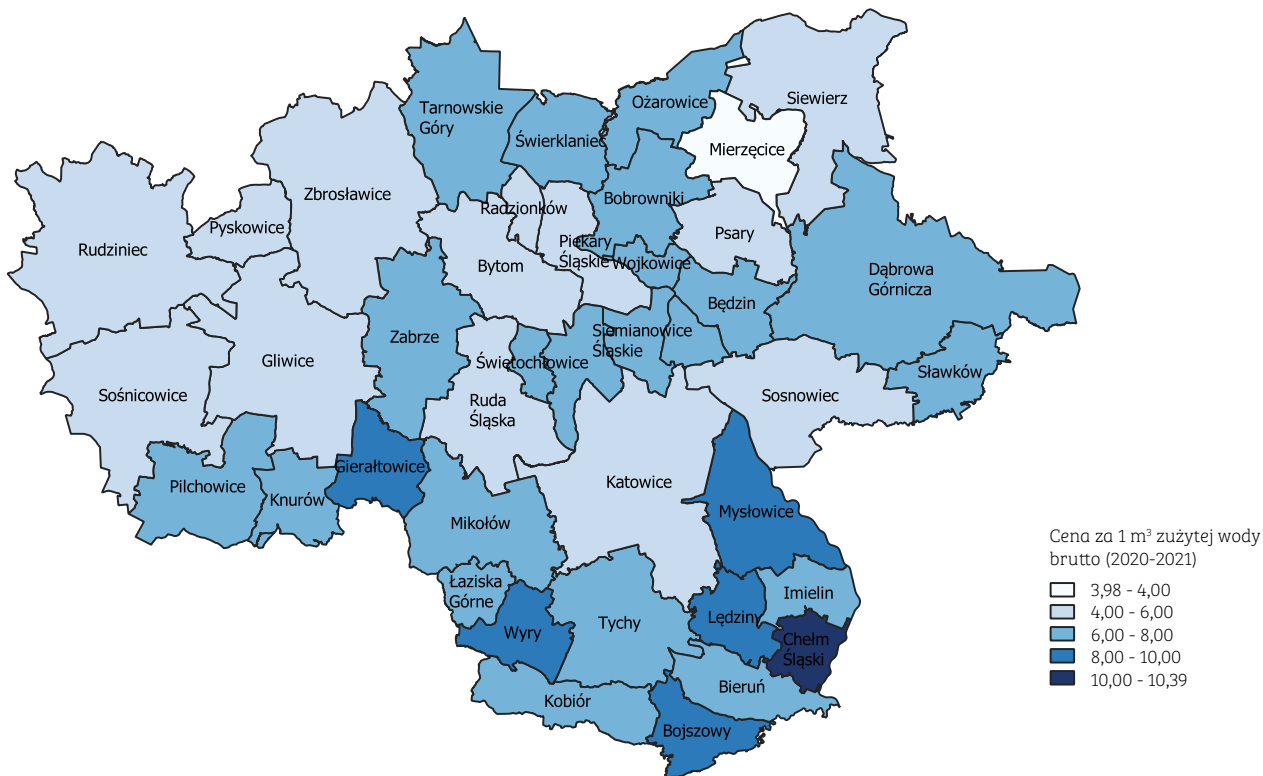 Siewierz
Ożarowice
Tarnowskie
Góry
Świerklaniec
Mierzęcice
Zbrosławice
Bobrowniki
Radzionków
Pyskowice
Psary
Rudziniec
Piekary
Śląskie
Wojkowice
Bytom
Dąbrowa
Górnicza
Będzin
Siemianowice
Śląskie
Zabrze
Gliwice
Świętochłowice
Sławków
Sośnicowice
Sosnowiec
Ruda
Śląska
Gierałtowice
Katowice
Pilchowice
Knurów
Mysłowice
Mikołów
Cena za 1 m³ zużytej wody
brutto (2020-2021)
3,98 - 4,00
4,00 - 6,00
6,00 - 8,00
8,00 - 10,00
10,00 - 10,39
Łaziska
Górne
Imielin
Lędziny
Tychy
Wyry
Chełm
Śląski
Bieruń
Kobiór
Bojszowy